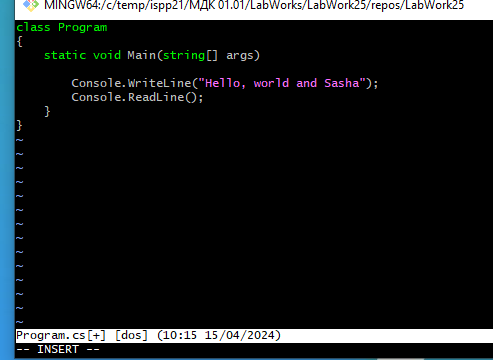 MINGW64:/c/temp/ispp21/МДК 01.01/LabWorks/LabWork25/repos/LabWork25
class Program
{
    static void Main(string[] args)

        Console.WriteLine("Hello, world and Sasha");
        Console.ReadLine();
    }
}
~
~
~
~
~
~
~
~
~
~
~
~
~
~
Program.cs[+] [dos] (10:15 15/04/2024)
-- INSERT --